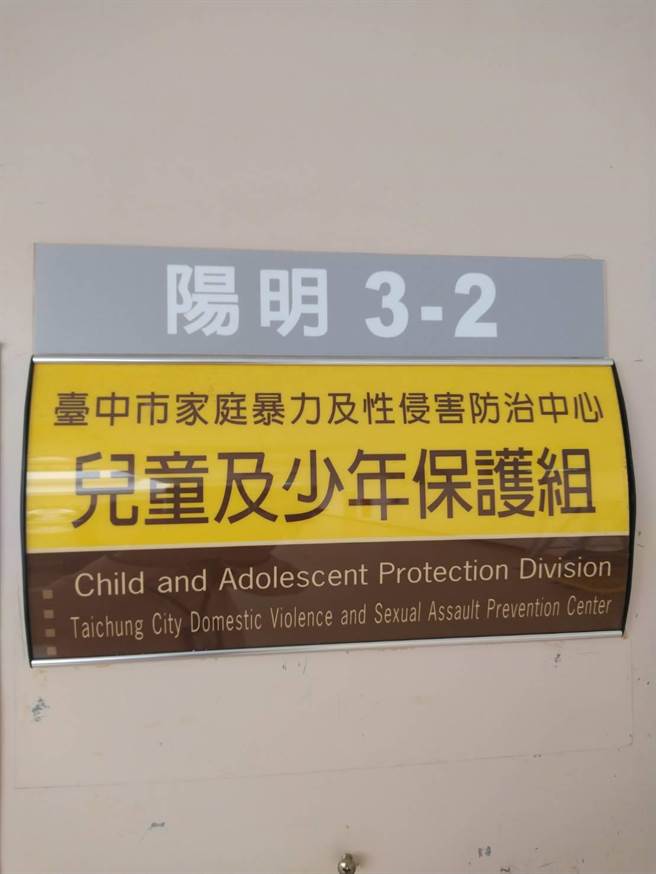 陽明 3-2
臺中市家庭暴力及性侵害防治中心
兒童及少年保護組
Child and Adolescent Protection Division
Taichung City Domestic Violence and Sexual Assault Prevention Center